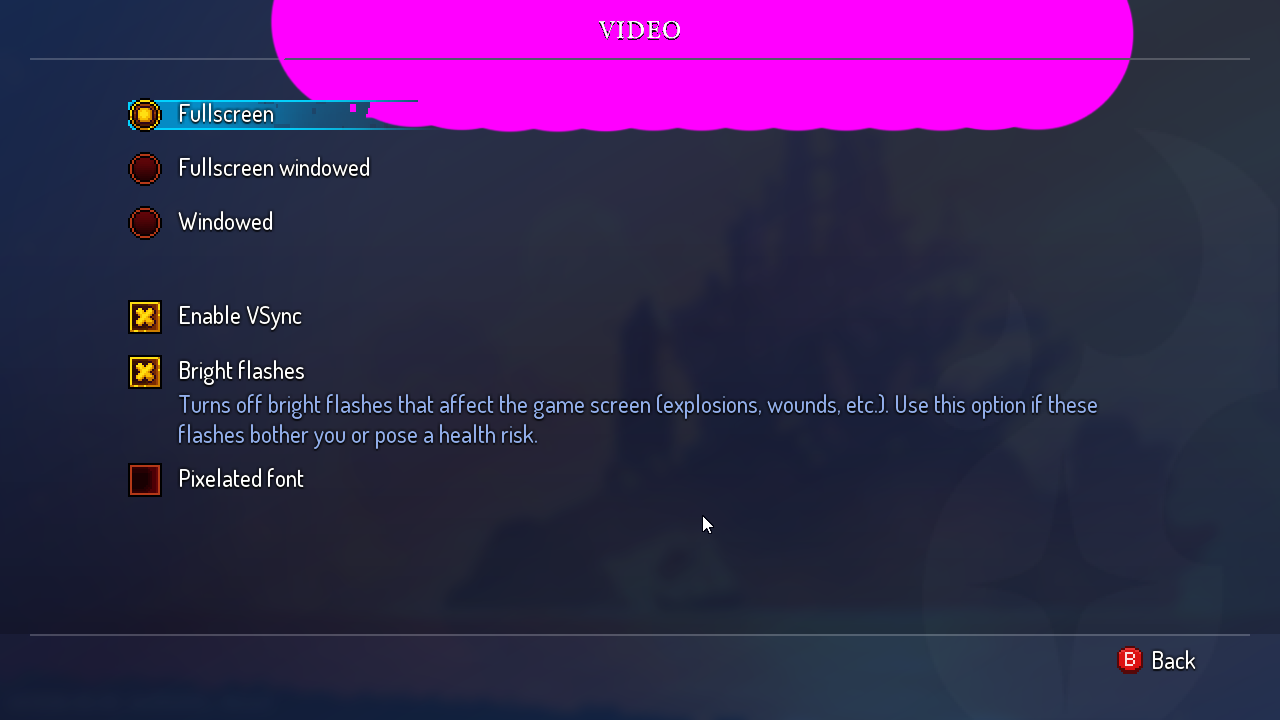 VIDEO
Fullscreen
Fullscreen windowed
Windowed
Enable VSync
Bright flashes
Turns off bright flashes that affect the game screen (explosions, wounds, etc.). Use this option if these
flashes bother you or pose a health risk.
Pixelated font
B Back